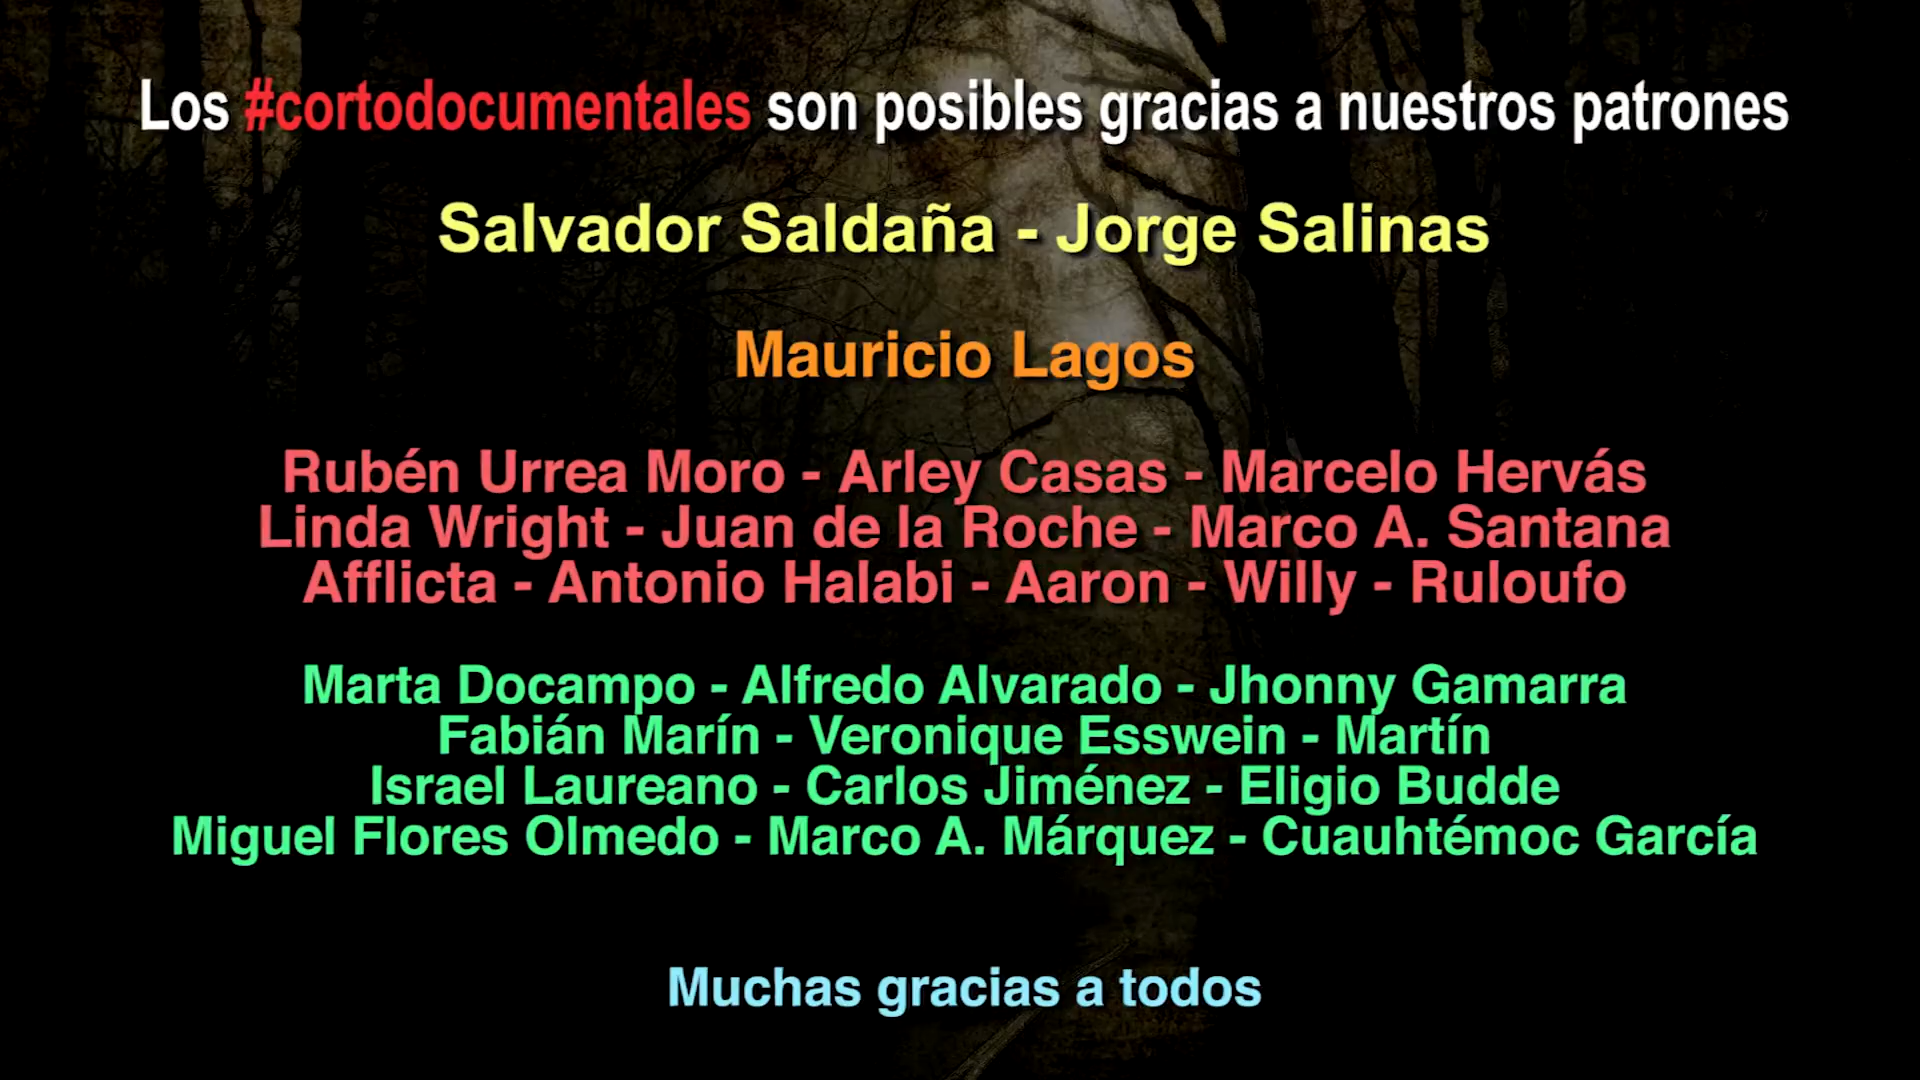 Los #cortodocumentales son posibles gracias a nuestros patrones
Salvador Saldaña - Jorge Salinas
Mauricio Lagos
Rubén Urrea Moro - Arley Casas - Marcelo Hervás
Linda Wright - Juan de la Roche - Marco A. Santana
Afflicta - Antonio Halabi - Aaron - Willy - Ruloufo
Marta Docampo - Alfredo Alvarado - Jhonny Gamarra
Fabián Marín - Veronique Esswein - Martín
Israel Laureano - Carlos Jiménez - Eligio Budde
Miguel Flores Olmedo - Marco A. Márquez - Cuauhtémoc García
Muchas gracias a todos